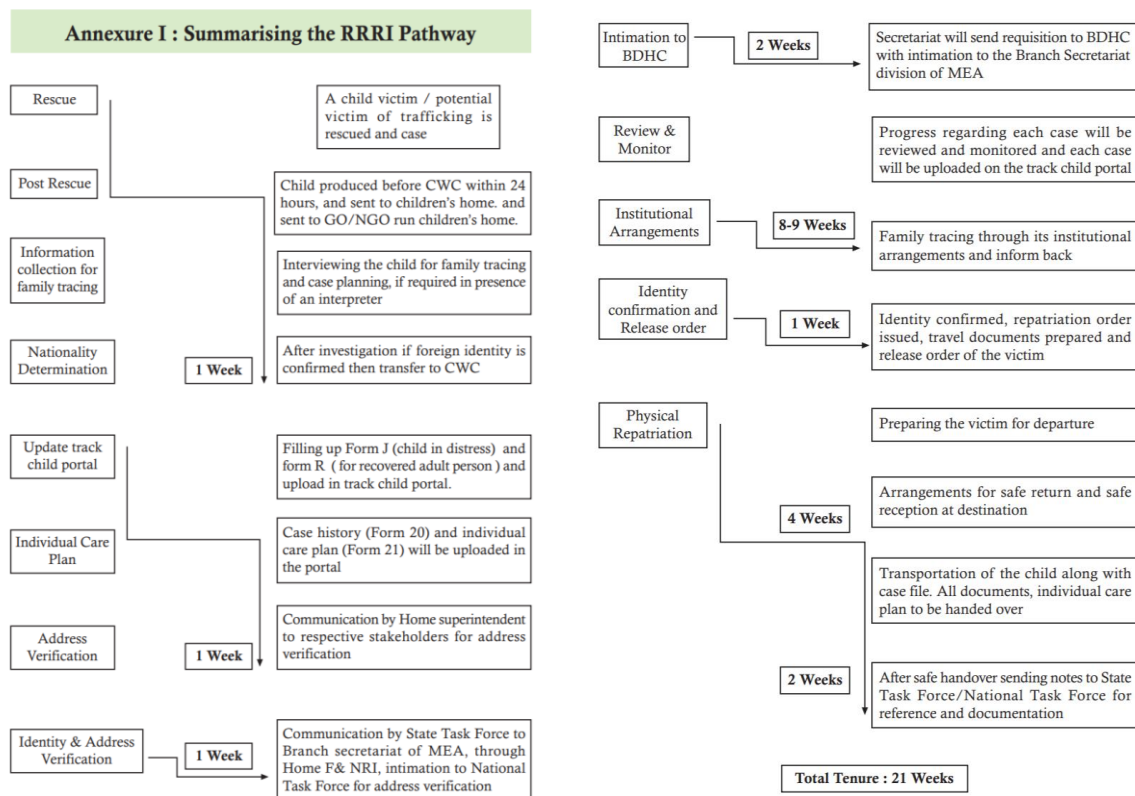 Annexure I : Summarising the RRRI Pathway
Rescue
A child victim / potential
victim of trafficking is
rescued and case
Post Rescue
Child produced before CWC within 24
hours, and sent to children's home. and
sent to GO/NGO run children's home.
Information
collection for
family tracing
Interviewing the child for family tracing
and case planning, if required in presence
of an interpreter
Nationality
Determination
1 Week
After investigation if foreign identity is
confirmed then transfer to CWC
Update track
child portal
Filling up Form J (child in distress) and
form R ( for recovered adult person ) and
upload in track child portal.
Individual Care
Plan
Case history (Form 20) and individual
care plan (Form 21) will be uploaded in
the portal
Address
Verification
1 Week
Communication by Home superintendent
to respective stakeholders for address
verification
Identity & Address
Verification
1 Week
Communication by State Task Force to
Branch secretariat of MEA, through
Home F& NRI, intimation to National
Task Force for address verification
Intimation to
BDHC
2 Weeks
Secretariat will send requisition to BDHC
with intimation to the Branch Secretariat
division of MEA
Review &
Monitor
Progress regarding each case will be
reviewed and monitored and each case
will be uploaded on the track child portal
Institutional
Arrangements
8-9 Weeks
Family tracing through its institutional
arrangements and inform back
Identity
confirmation and
Release order
1 Week
Identity confirmed, repatriation order
issued, travel documents prepared and
release order of the victim
Physical
Repatriation
Preparing the victim for departure
4 Weeks
Arrangements for safe return and safe
reception at destination
Transportation of the child along with
case file. All documents, individual care
plan to be handed over
2 Weeks
After safe handover sending notes to State
Task Force/National Task Force for
reference and documentation
Total Tenure : 21 Weeks